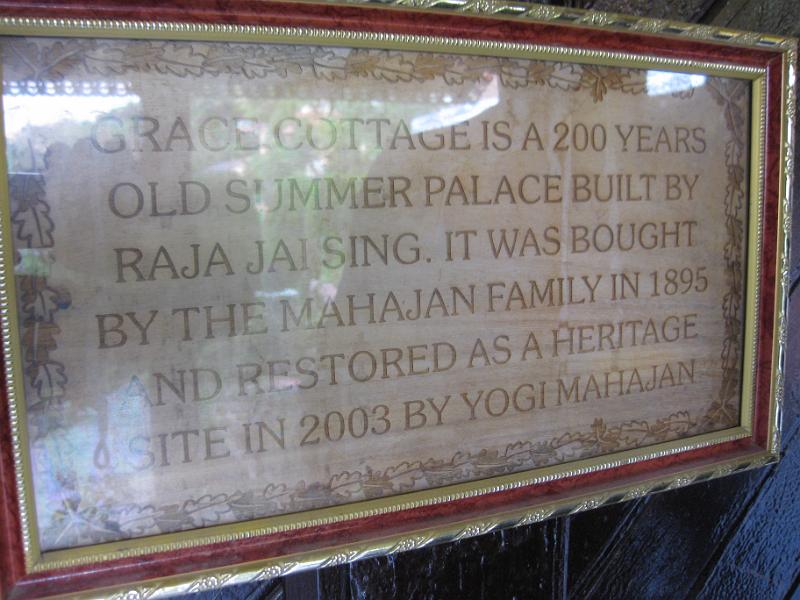 GRACE COTTAGE IS A 200 YEARS
OLD SUMMER PALACE BUILT BY
RAJA JAI SING. IT WAS BOUGHT
BY THE MAHAJAN FAMILY IN 1895
AND RESTORED AS A HERITAGE
SITE IN 2003 BY YOGI MAHAJAN